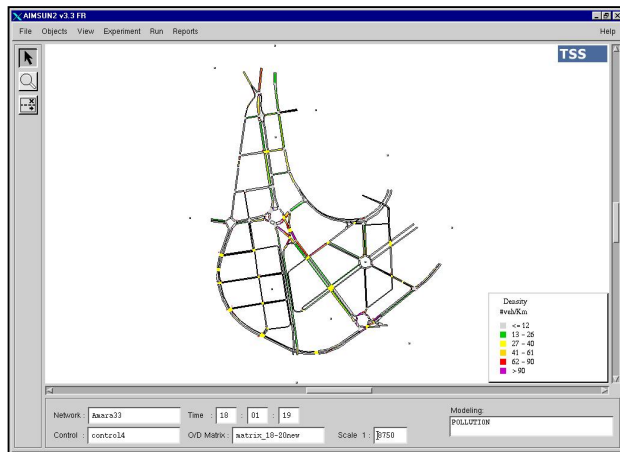 AIMSUN2 v3.3 FR
File Objects View Experiment Run Reports Help
TSS
Density
#veh/Km
<= 12
13 - 26
27 - 40
41 - 61
62 - 90
> 90
Network : Amara33 Time : 18 : 01 : 19
Control : control4 O/D Matrix : matrix_18-20new Scale 1 : 8750
Modeling:
POLLUTION